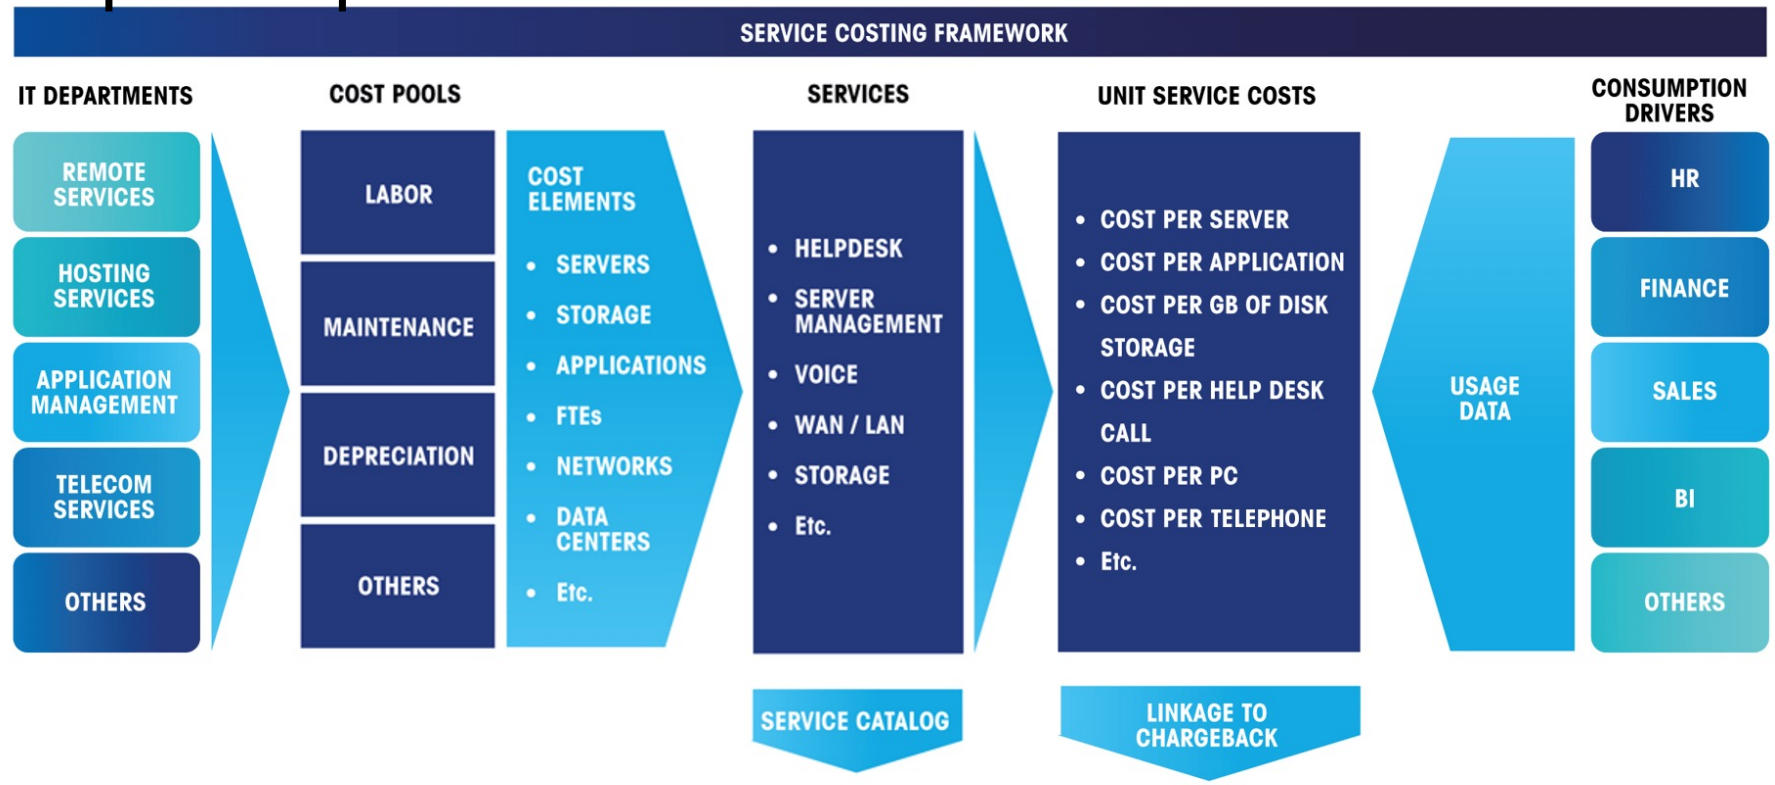 SERVICE COSTING FRAMEWORK
IT DEPARTMENTS
REMOTE
SERVICES
HOSTING
SERVICES
APPLICATION
MANAGEMENT
TELECOM
SERVICES
OTHERS
COST POOLS
LABOR
MAINTENANCE
DEPRECIATION
OTHERS
COST
ELEMENTS
• SERVERS
• STORAGE
• APPLICATIONS
• FTEs
• NETWORKS
• DATA
CENTERS
• Etc.
SERVICES
• HELPDESK
• SERVER
MANAGEMENT
• VOICE
• WAN / LAN
• STORAGE
• Etc.
SERVICE CATALOG
UNIT SERVICE COSTS
• COST PER SERVER
• COST PER APPLICATION
• COST PER GB OF DISK
STORAGE
• COST PER HELP DESK
CALL
• COST PER PC
• COST PER TELEPHONE
• Etc.
LINKAGE TO
CHARGEBACK
USAGE
DATA
CONSUMPTION
DRIVERS
HR
FINANCE
SALES
BI
OTHERS